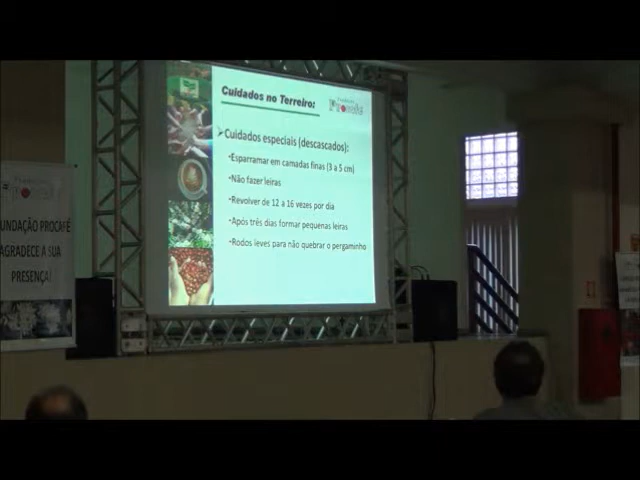 Cuidados no Terreiro:
Fundação
Procafé
➢Cuidados especiais (descascados):
•Esparramar em camadas finas (3 a 5 cm)
•Não fazer leiras
•Revolver de 12 a 16 vezes por dia
•Após três dias formar pequenas leiras
•Rodos leves para não quebrar o pergaminho
UNDAÇÃO PROCAFÉ
AGRADECE A SUA
PRESENÇA!